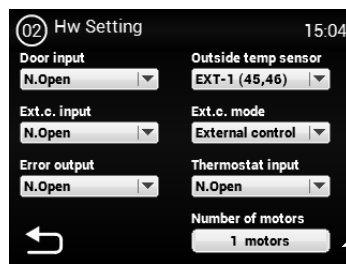 02 Hw Setting 15:04
Door input Outside temp sensor
N.Open EXT-1 (45,46)
Ext.c. input Ext.c. mode
N.Open External control
Error output Thermostat input
N.Open N.Open
Number of motors
1 motors